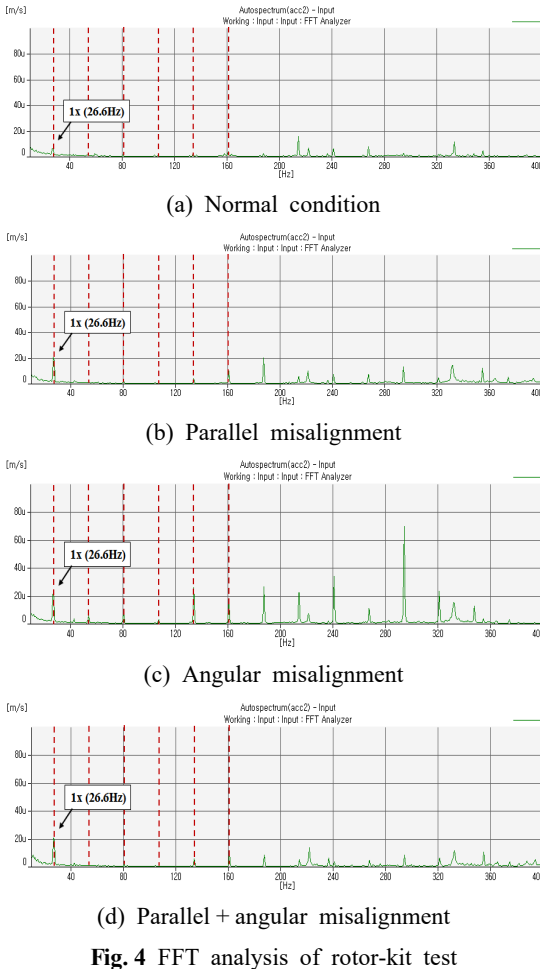 Autospectrum(acc2) - Input
Working : Input : Input : FFT Analyzer
[m/s]
80u
60u
40u
20u
0
1x (26.6Hz)
40 80 120 160 200 240 280 320 360 400
[Hz]
(a) Normal condition
Autospectrum(acc2) - Input
Working : Input : Input : FFT Analyzer
[m/s]
80u
60u
40u
20u
0
1x (26.6Hz)
40 80 120 160 200 240 280 320 360 400
[Hz]
(b) Parallel misalignment
Autospectrum(acc2) - Input
Working : Input : Input : FFT Analyzer
[m/s]
80u
60u
40u
20u
0
1x (26.6Hz)
40 80 120 160 200 240 280 320 360 400
[Hz]
(c) Angular misalignment
Autospectrum(acc2) - Input
Working : Input : Input : FFT Analyzer
[m/s]
80u
60u
40u
20u
0
1x (26.6Hz)
40 80 120 160 200 240 280 320 360 400
[Hz]
(d) Parallel + angular misalignment
Fig. 4 FFT analysis of rotor-kit test